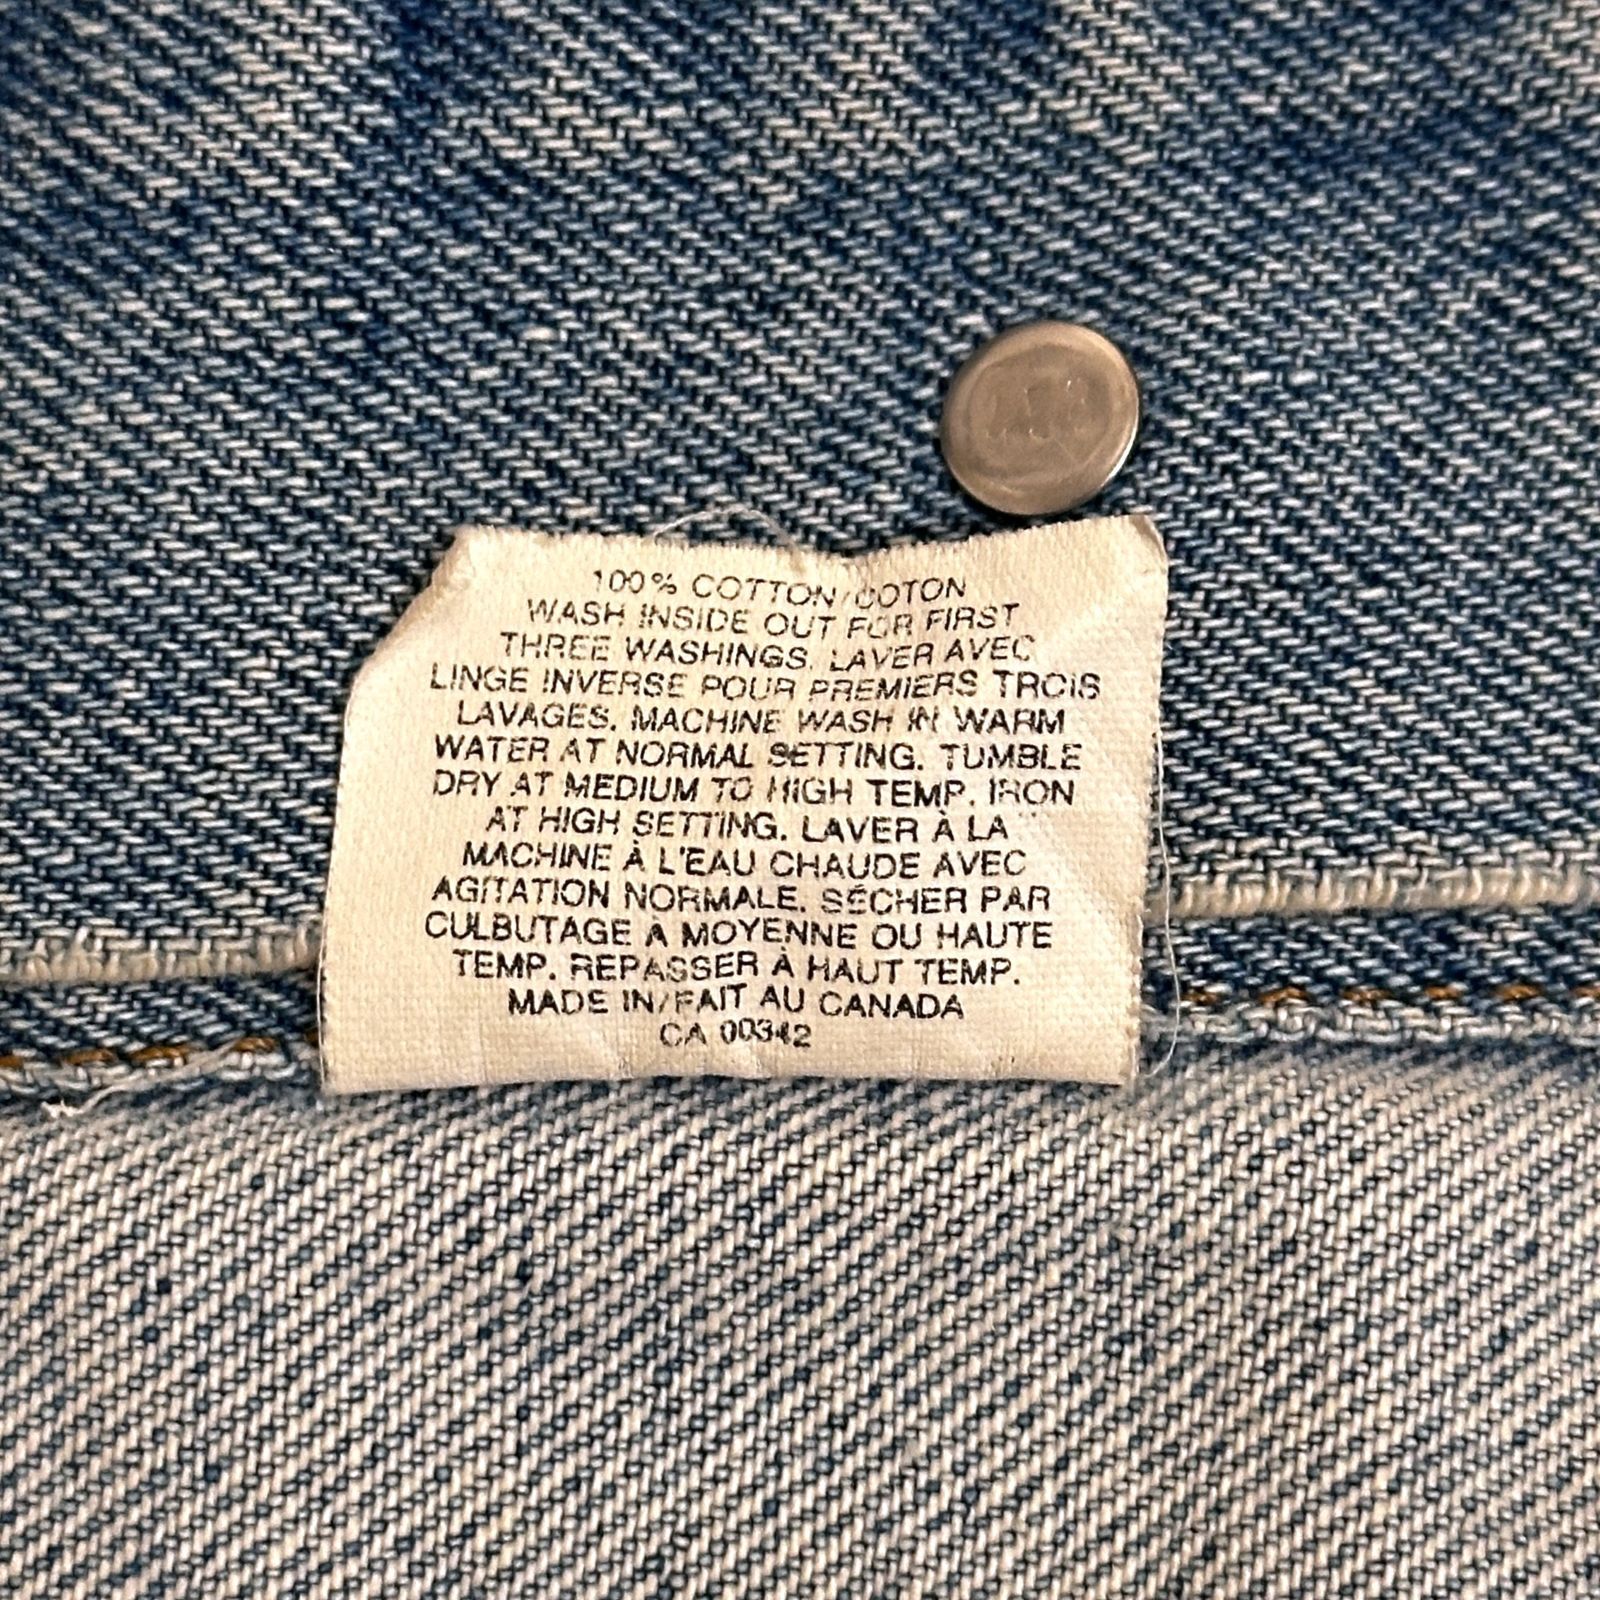 100% COTTON/COTON
WASH INSIDE OUT FOR FIRST
THREE WASHINGS. LAVER AVEC
LINGE INVERSE POUR PREMIERS TROIS
LAVAGES. MACHINE WASH IN WARM
WATER AT NORMAL SETTING. TUMBLE
DRY AT MEDIUM TO HIGH TEMP. IRON
AT HIGH SETTING. LAVER À LA
MACHINE À L'EAU CHAUDE AVEC
AGITATION NORMALE. SÉCHER PAR
CULBUTAGE À MOYENNE OU HAUTE
TEMP. REPASSER À HAUT TEMP.
MADE IN/FAIT AU CANADA
CA 00342